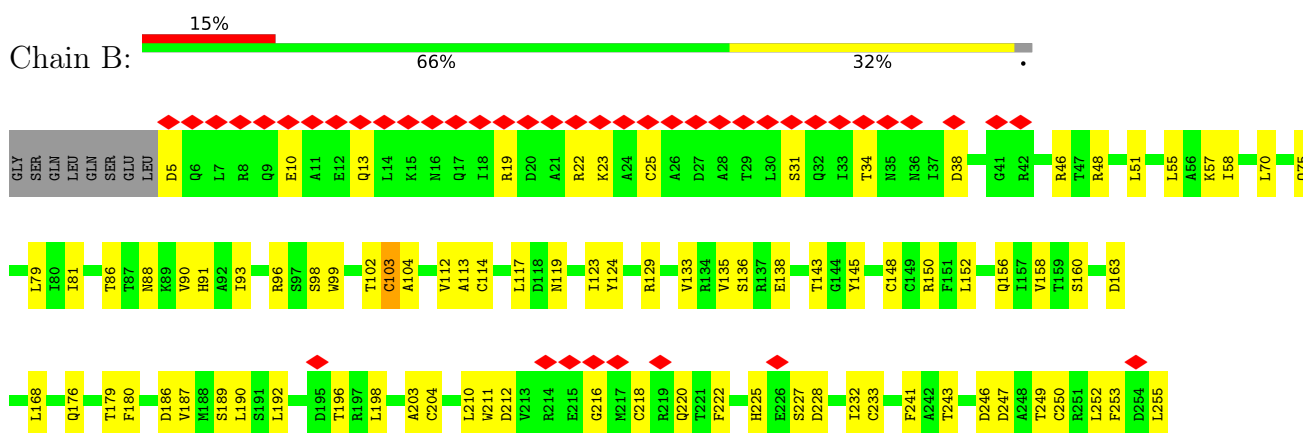 15%
Chain B:
66% 32% •
GLY SER GLN LEU GLN SER GLU LEU D5 Q6 L7 R8 Q9 E10 A11 E12 Q13 L14 K15 N16 Q17 I18 R19 D20 A21 R22 K23 A24 C25 A26 D27 A28 T29 L30 S31 Q32 I33 T34 N35 N36 I37 D38 G41 R42 R46 T47 R48 L51 L55 A56 K57 I58 L70
L79 I80 I81 T86 T87 N88 K89 V90 H91 A92 I93 R96 S97 S98 W99 T102 C103 A104 V112 A113 C114 L117 D118 N119 I123 Y124 R129 V133 R134 V135 S136 R137 E138 T143 G144 Y145 C148 C149 R150 F151 L152 Q156 I157 V158 T159 S160 D163
L168 Q176 T179 F180 D186 V187 M188 S189 L190 S191 L192 D195 T196 R197 L198 A203 C204 L210 W211 D212 V213 R214 E215 G216 M217 C218 R219 Q220 T221 F222 H225 E226 S227 D228 I232 C233 F241 A242 T243 D246 D247 A248 T249 C250 R251 L252 F253 D254 L255